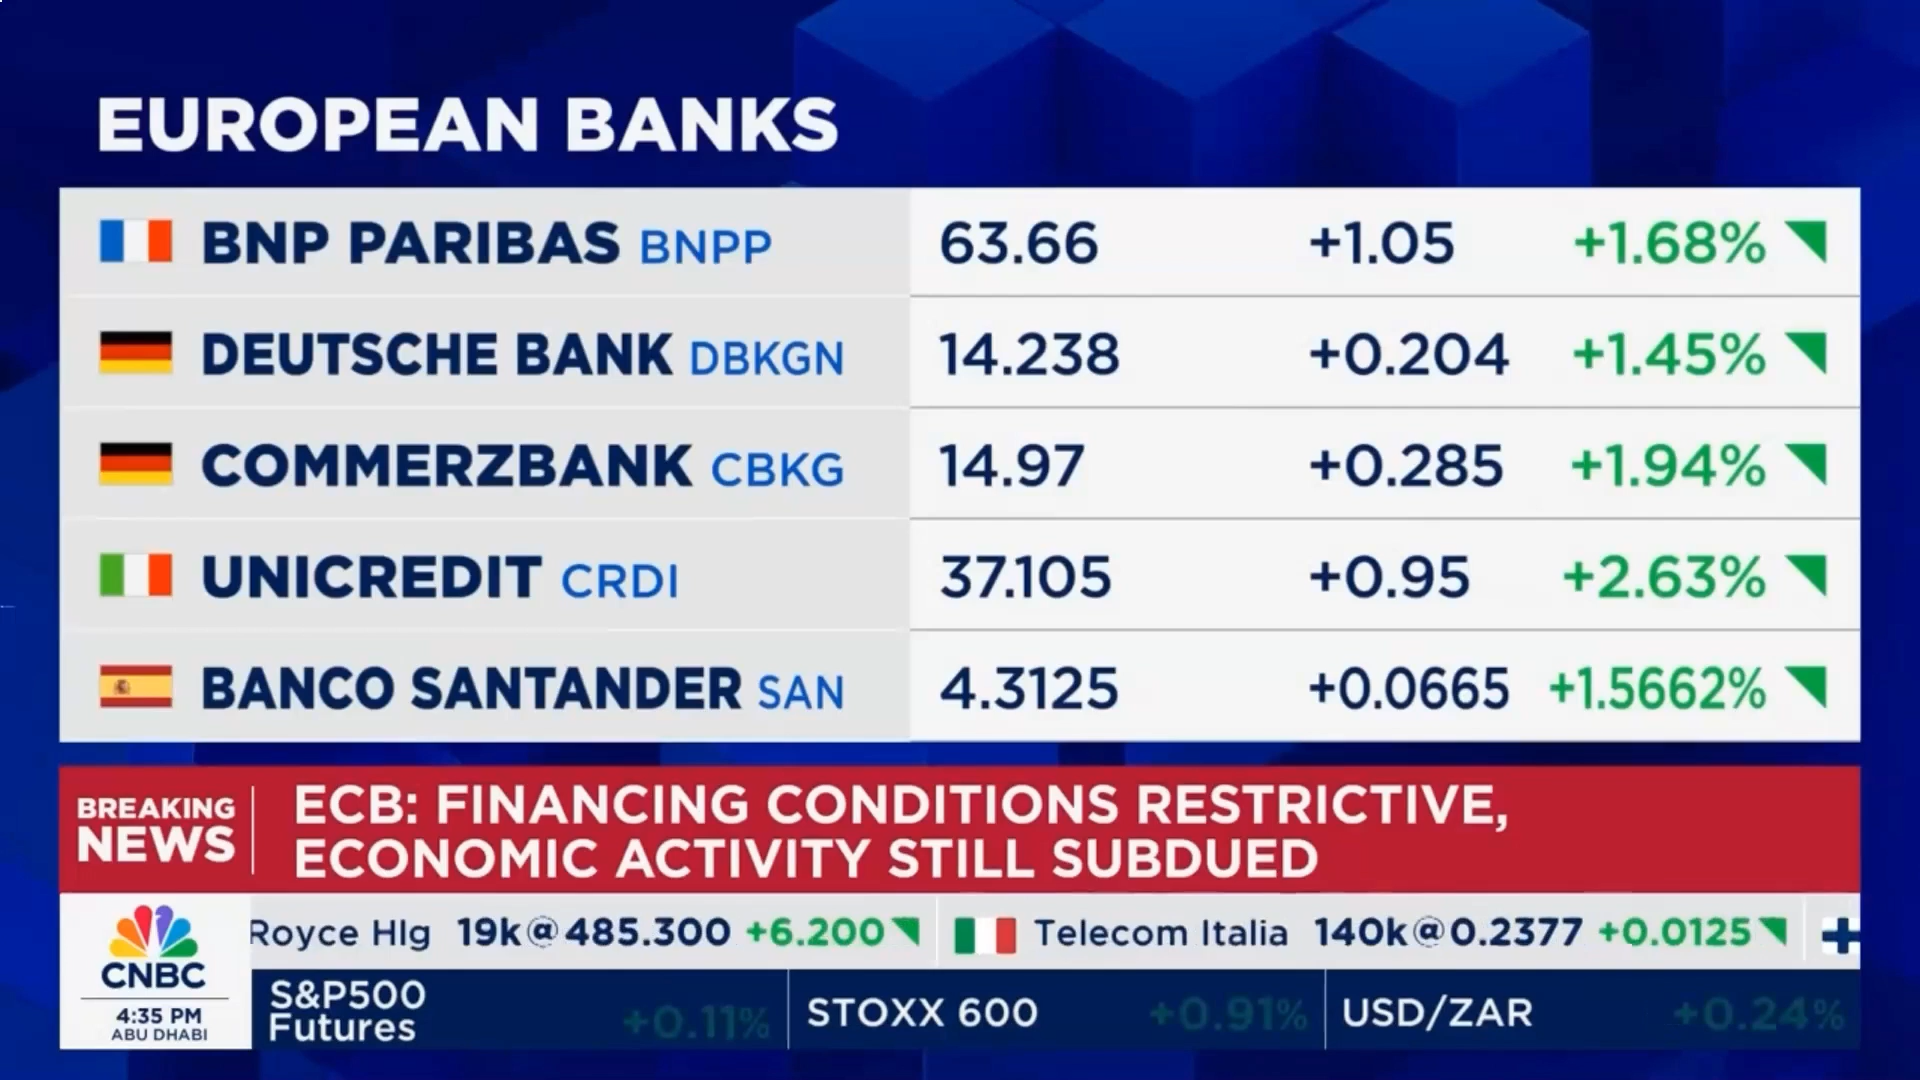 EUROPEAN BANKS
BNP PARIBAS BNPP 63.66 +1.05 +1.68%
DEUTSCHE BANK DBKGN 14.238 +0.204 +1.45%
COMMERZBANK CBKG 14.97 +0.285 +1.94%
UNICREDIT CRDI 37.105 +0.95 +2.63%
BANCO SANTANDER SAN 4.3125 +0.0665 +1.5662%
BREAKING
NEWS
ECB: FINANCING CONDITIONS RESTRICTIVE,
ECONOMIC ACTIVITY STILL SUBDUED
Royce Hlg 19k@485.300 +6.200 Telecom Italia 140k@0.2377 +0.0125
CNBC
4:35 PM
ABU DHABI
S&P500
Futures +0.11%
STOXX 600 +0.91%
USD/ZAR +0.24%